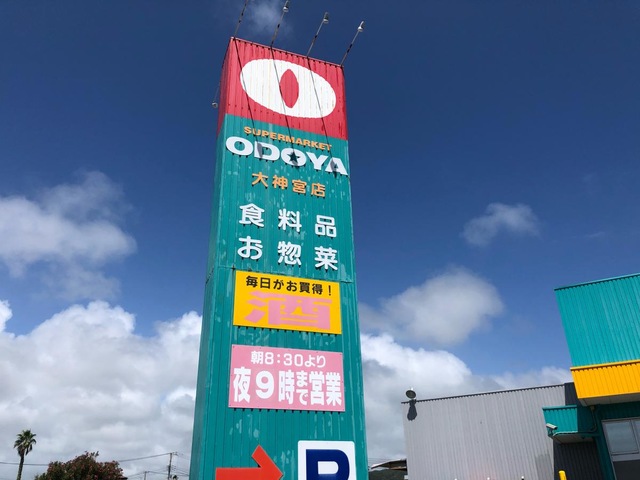 SUPERMARKET
ODOYA
大神宮店
食料品
お惣菜
毎日がお買得!
酒
朝8:30より
夜9時まで営業
P